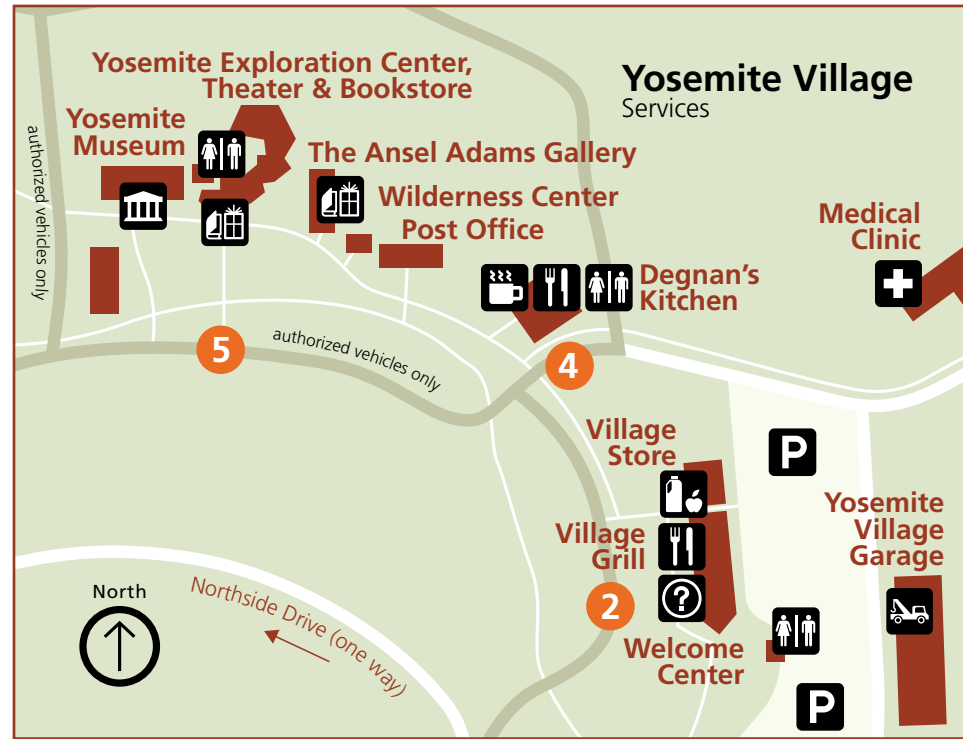 Yosemite Village
Services
Yosemite Exploration Center,
Theater & Bookstore
Yosemite
Museum
The Ansel Adams Gallery
Wilderness Center
Post Office
authorized vehicles only
Medical
Clinic
Degnan's
Kitchen
5
authorized vehicles only
4
Village
Store
P
Yosemite
Village
Garage
Village
Grill
?
2
Welcome
Center
North
Northside Drive (one way)
P